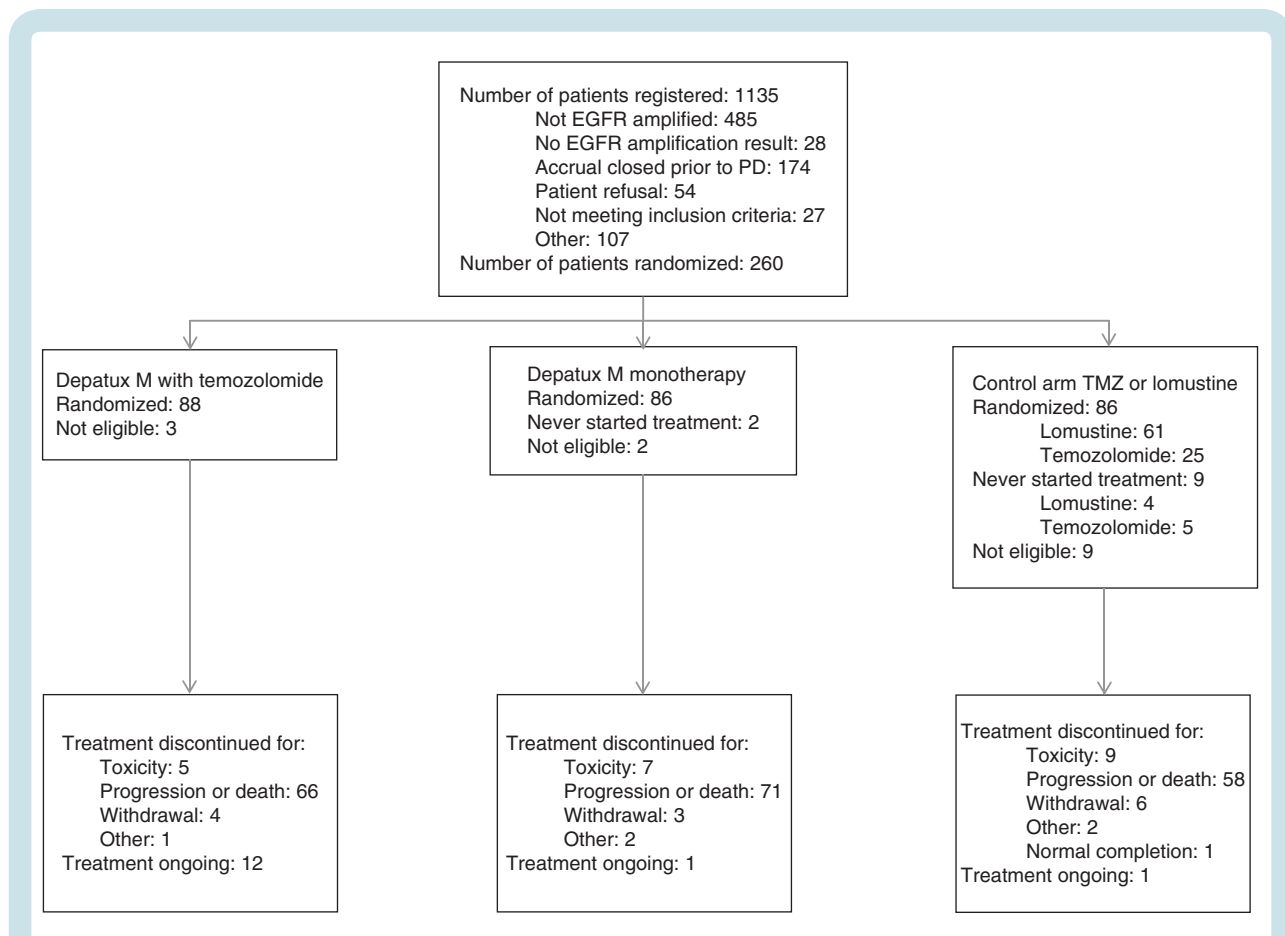 Number of patients registered: 1135
Not EGFR amplified: 485
No EGFR amplification result: 28
Accrual closed prior to PD: 174
Patient refusal: 54
Not meeting inclusion criteria: 27
Other: 107
Number of patients randomized: 260
Depatux M with temozolomide
Randomized: 88
Not eligible: 3
Depatux M monotherapy
Randomized: 86
Never started treatment: 2
Not eligible: 2
Control arm TMZ or lomustine
Randomized: 86
Lomustine: 61
Temozolomide: 25
Never started treatment: 9
Lomustine: 4
Temozolomide: 5
Not eligible: 9
Treatment discontinued for:
Toxicity: 5
Progression or death: 66
Withdrawal: 4
Other: 1
Treatment ongoing: 12
Treatment discontinued for:
Toxicity: 7
Progression or death: 71
Withdrawal: 3
Other: 2
Treatment ongoing: 1
Treatment discontinued for:
Toxicity: 9
Progression or death: 58
Withdrawal: 6
Other: 2
Normal completion: 1
Treatment ongoing: 1